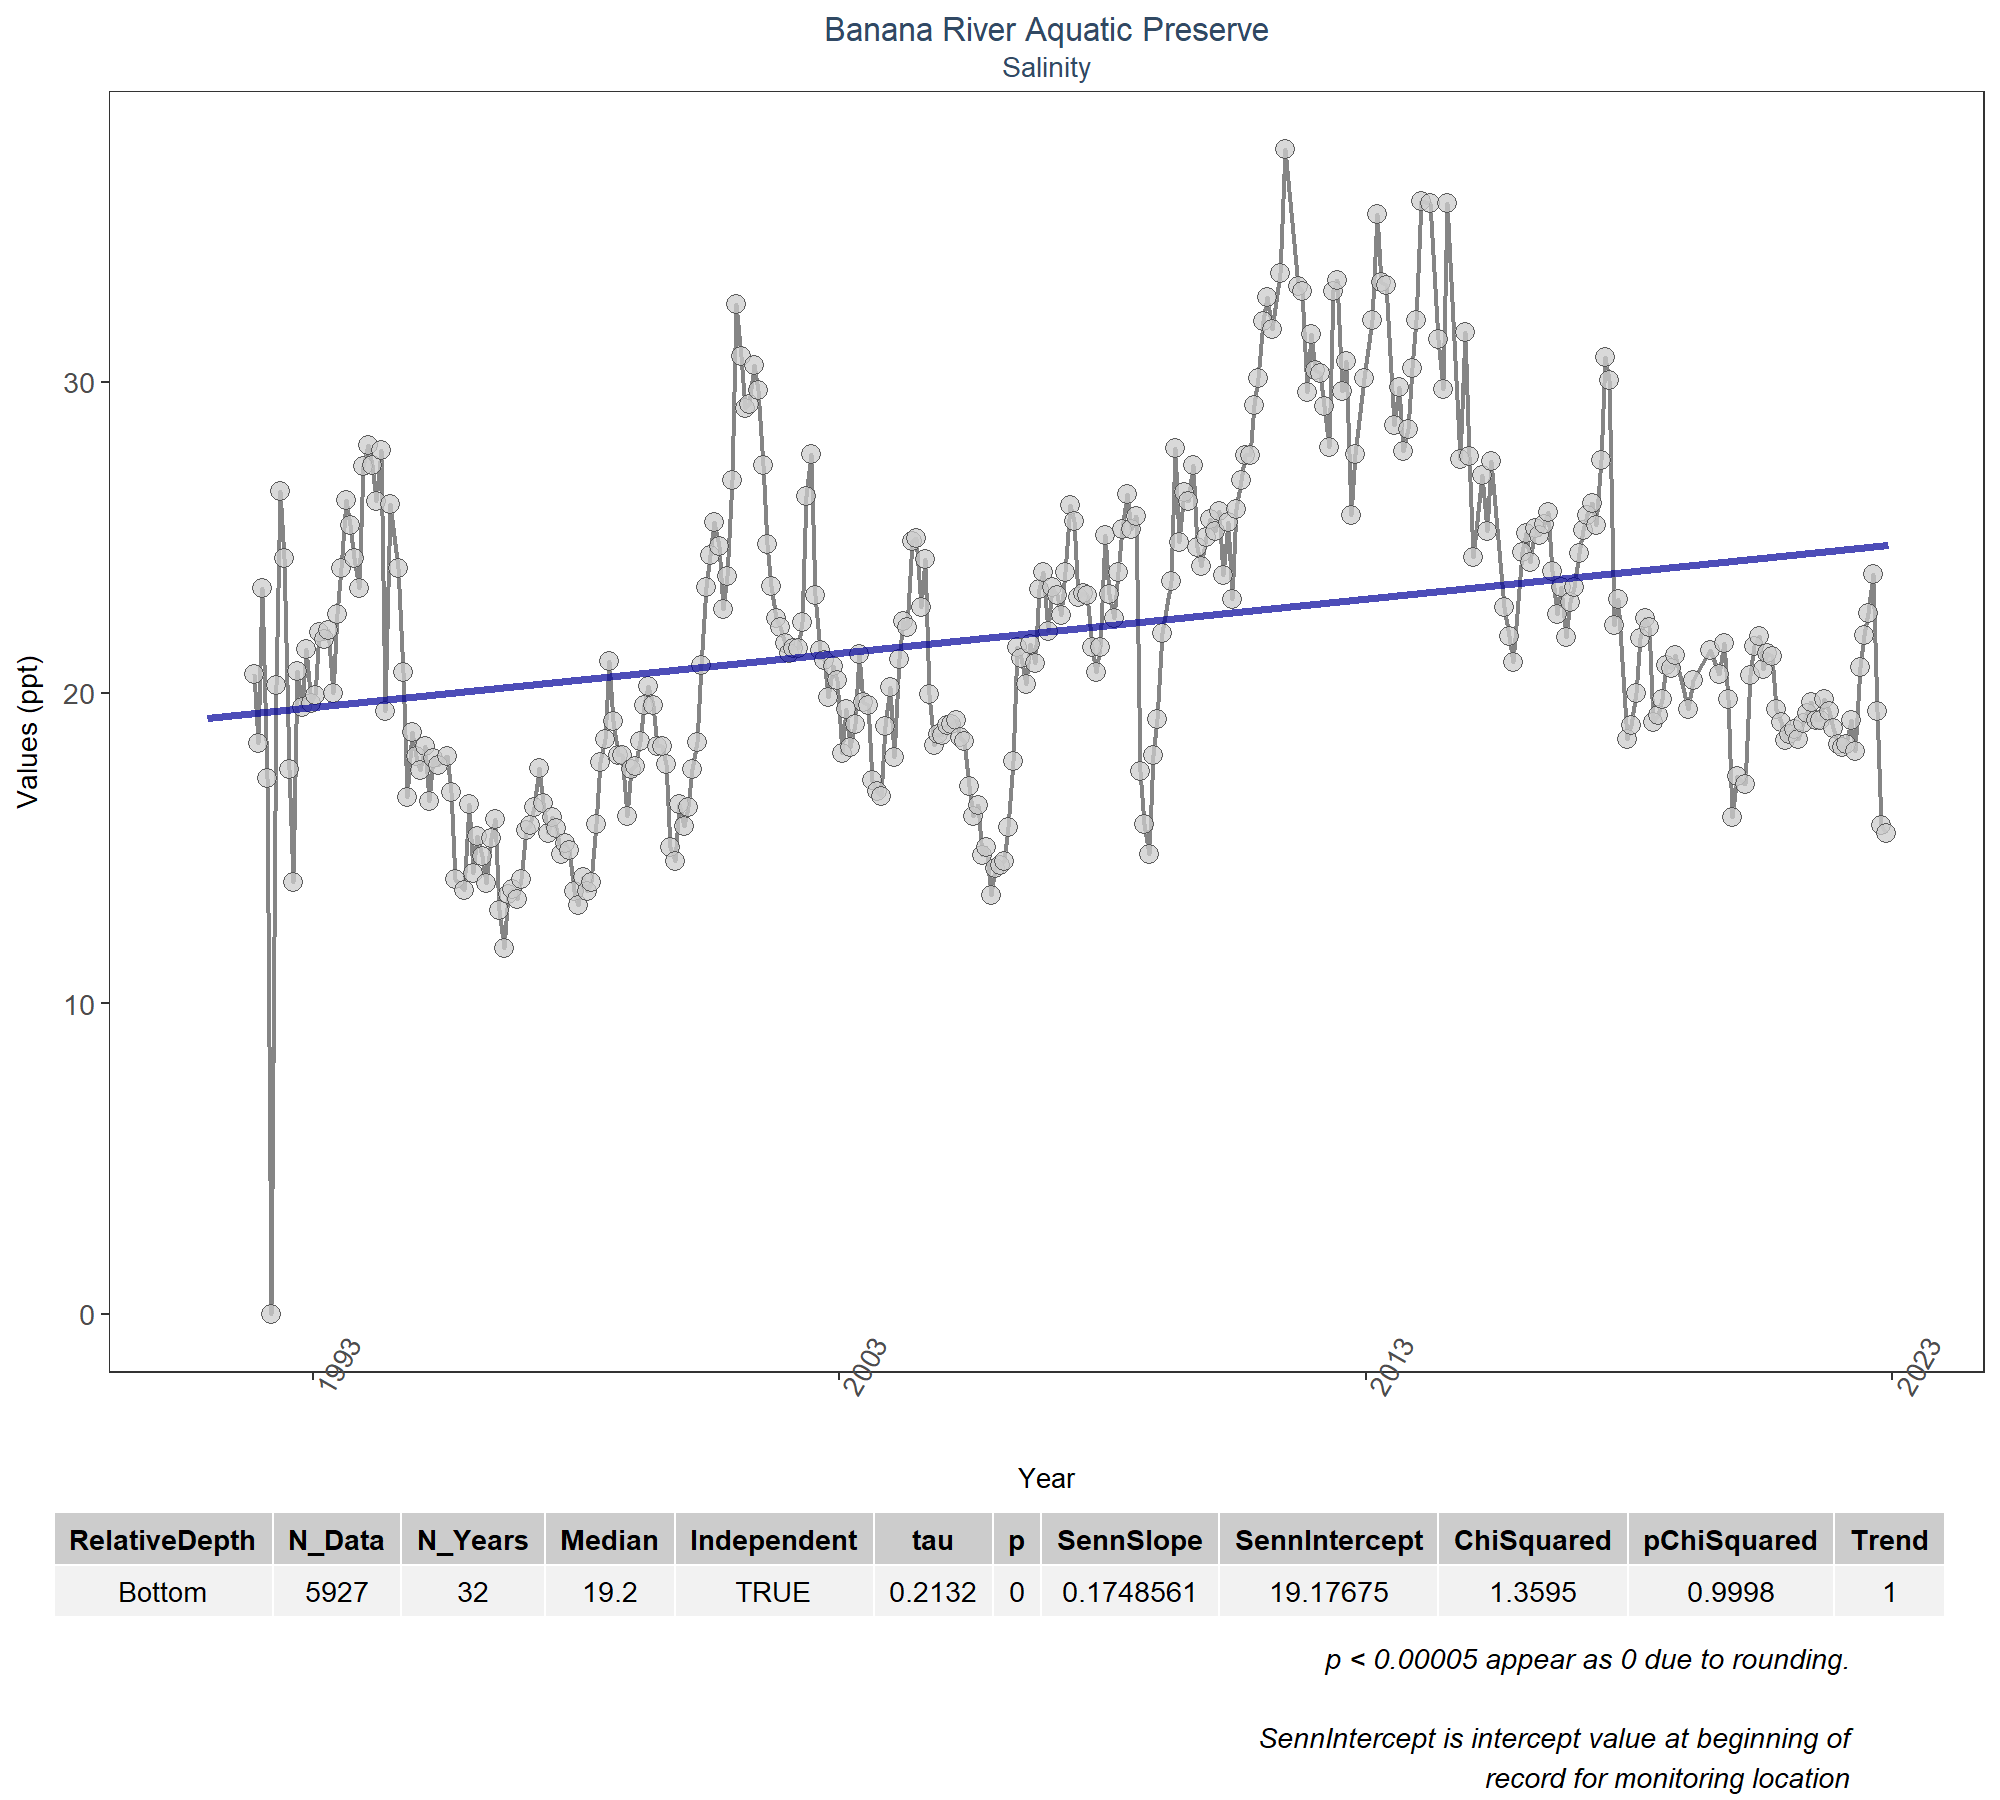 Banana River Aquatic Preserve
Salinity
Values (ppt)
30
20
10
0
1993
2003
2013
2023
Year
RelativeDepth N_Data N_Years Median Independent tau p SennSlope SennIntercept ChiSquared pChiSquared Trend
Bottom 5927 32 19.2 TRUE 0.2132 0 0.1748561 19.17675 1.3595 0.9998 1
p < 0.00005 appear as 0 due to rounding.
SennIntercept is intercept value at beginning of
record for monitoring location